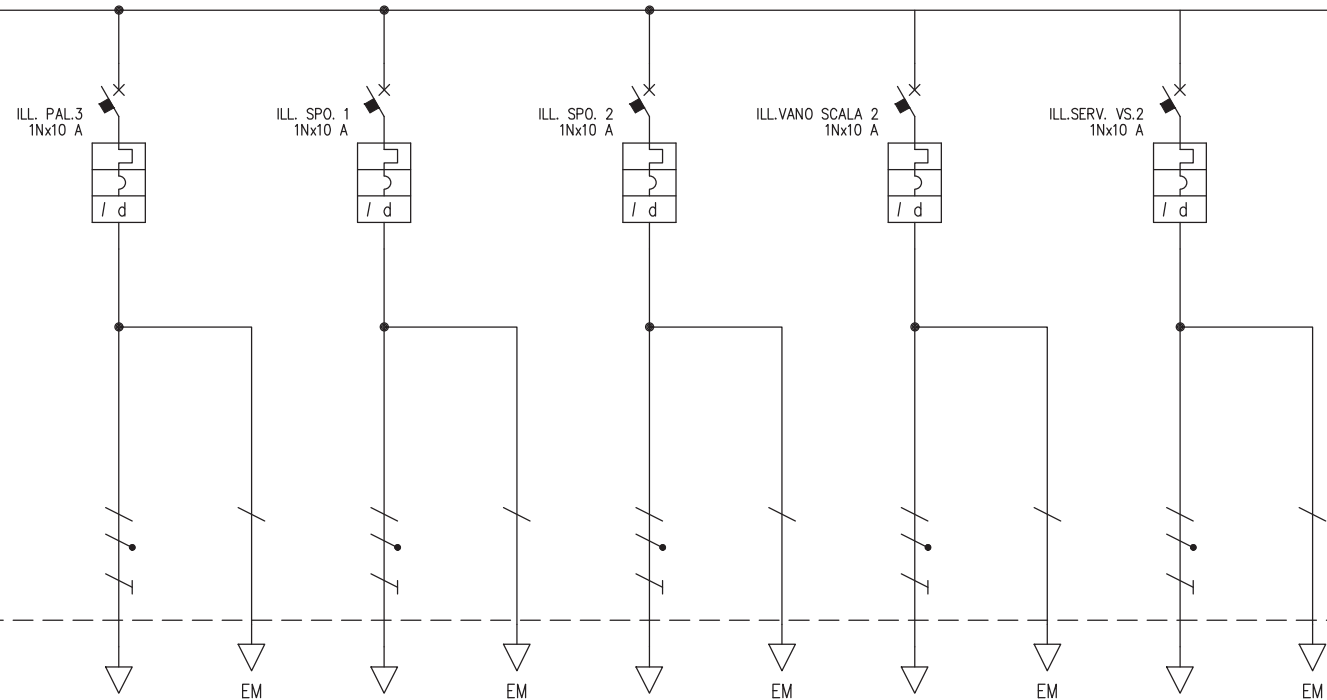 ILL. PAL.3
1Nx10 A
ILL. SPO. 1
1Nx10 A
ILL. SPO. 2
1Nx10 A
ILL.VANO SCALA 2
1Nx10 A
ILL.SERV. VS.2
1Nx10 A
I d
I d
I d
I d
I d
EM
EM
EM
EM
EM